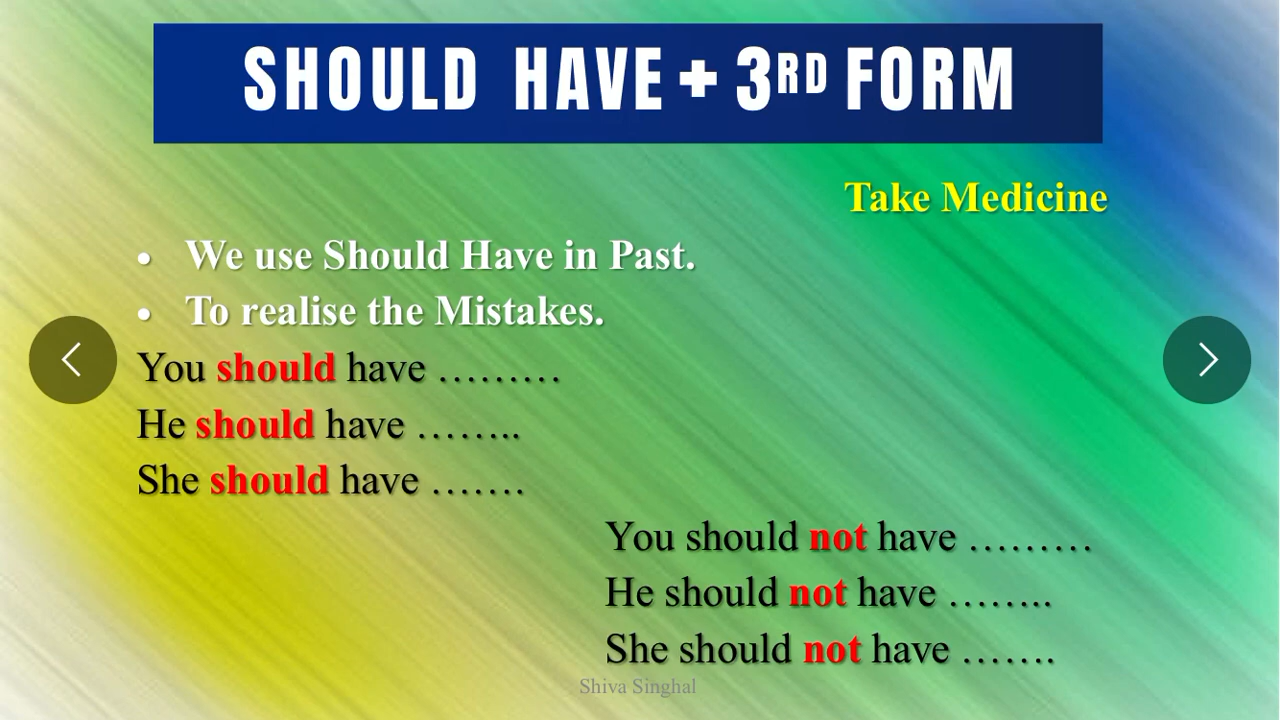 SHOULD HAVE + 3RD FORM
Take Medicine
• We use Should Have in Past.
• To realise the Mistakes.
You should have ………
He should have ……..
She should have …….
You should not have ………
He should not have ……..
She should not have …….
Shiva Singhal